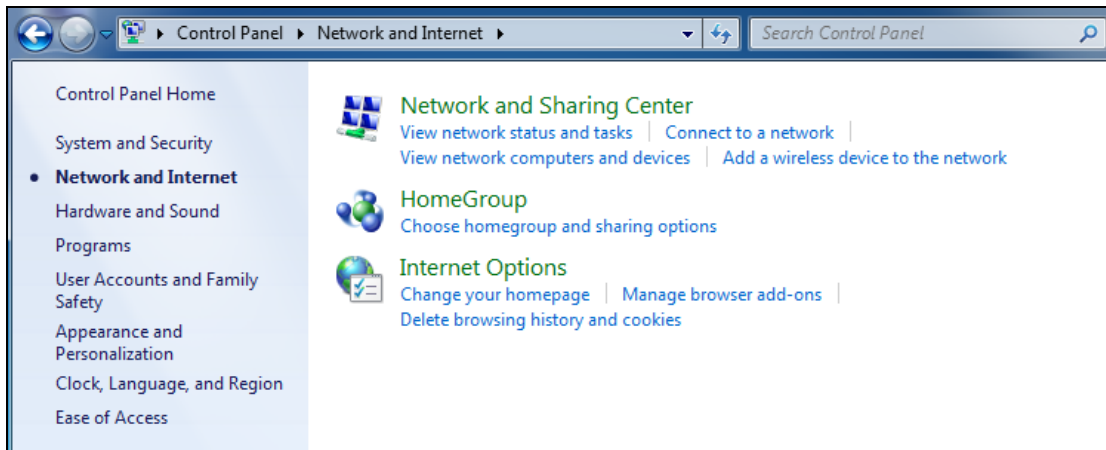 Control Panel Network and Internet
Search Control Panel
Control Panel Home
System and Security
Network and Internet
Hardware and Sound
Programs
User Accounts and Family
Safety
Appearance and
Personalization
Clock, Language, and Region
Ease of Access
Network and Sharing Center
View network status and tasks Connect to a network
View network computers and devices Add a wireless device to the network
HomeGroup
Choose homegroup and sharing options
Internet Options
Change your homepage Manage browser add-ons
Delete browsing history and cookies